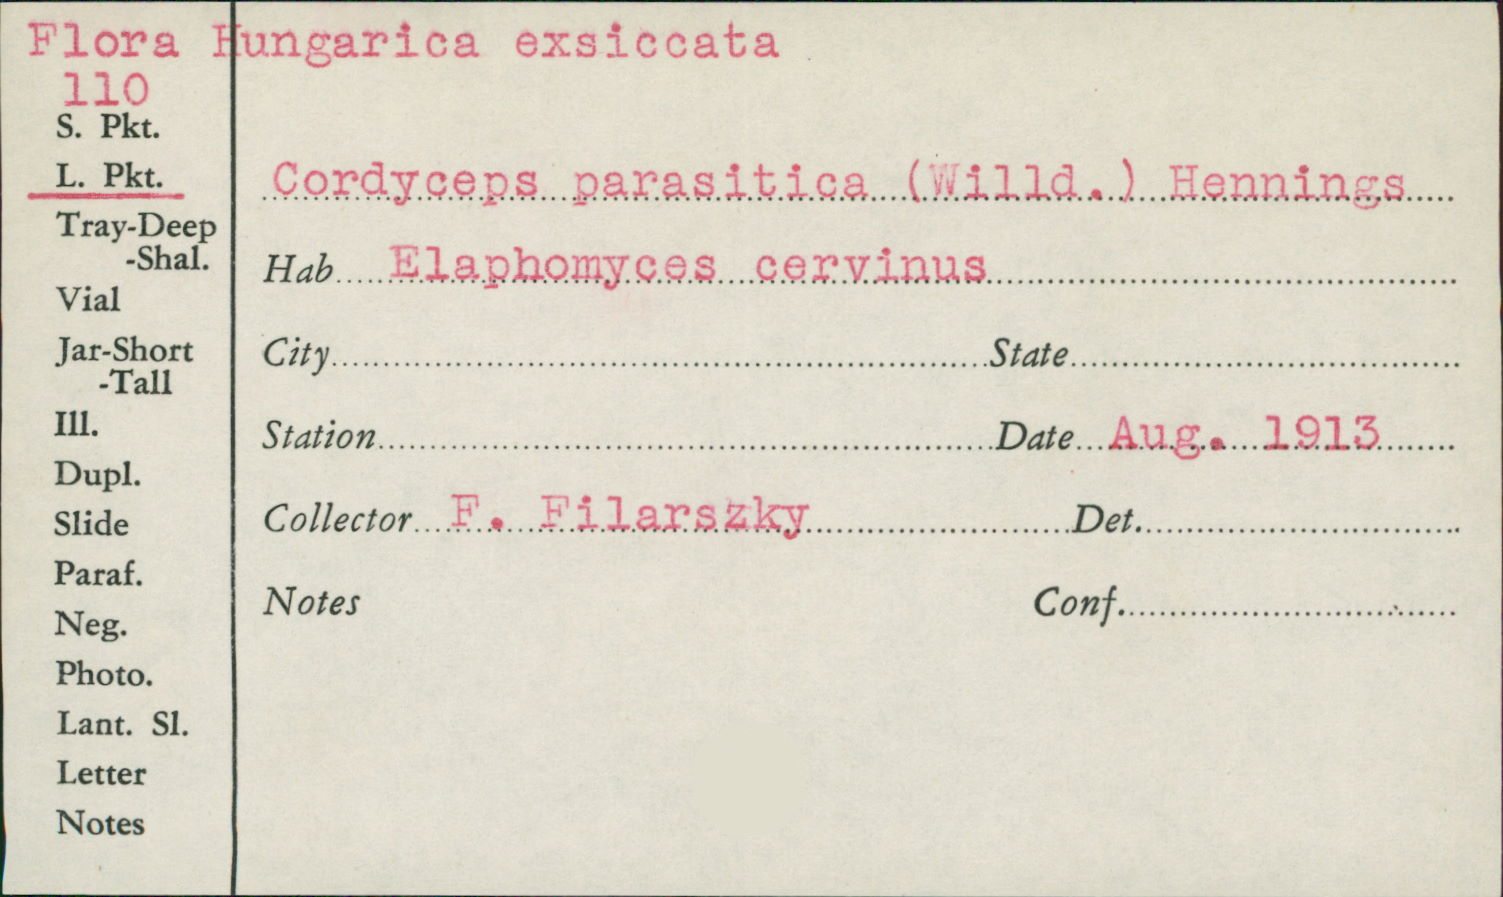 Flora Hungarica exsiccata
110
S. Pkt.
L. Pkt.
Tray-Deep
-Shal.
Vial
Jar-Short
-Tall
Ill.
Dupl.
Slide
Paraf.
Neg.
Photo.
Lant. Sl.
Letter
Notes
Cordyceps parasitica (Willd.) Hennings
Hab Elaphomyces cervinus
City State
Station Date Aug. 1913
Collector F. Filarszky Det.
Notes Conf.